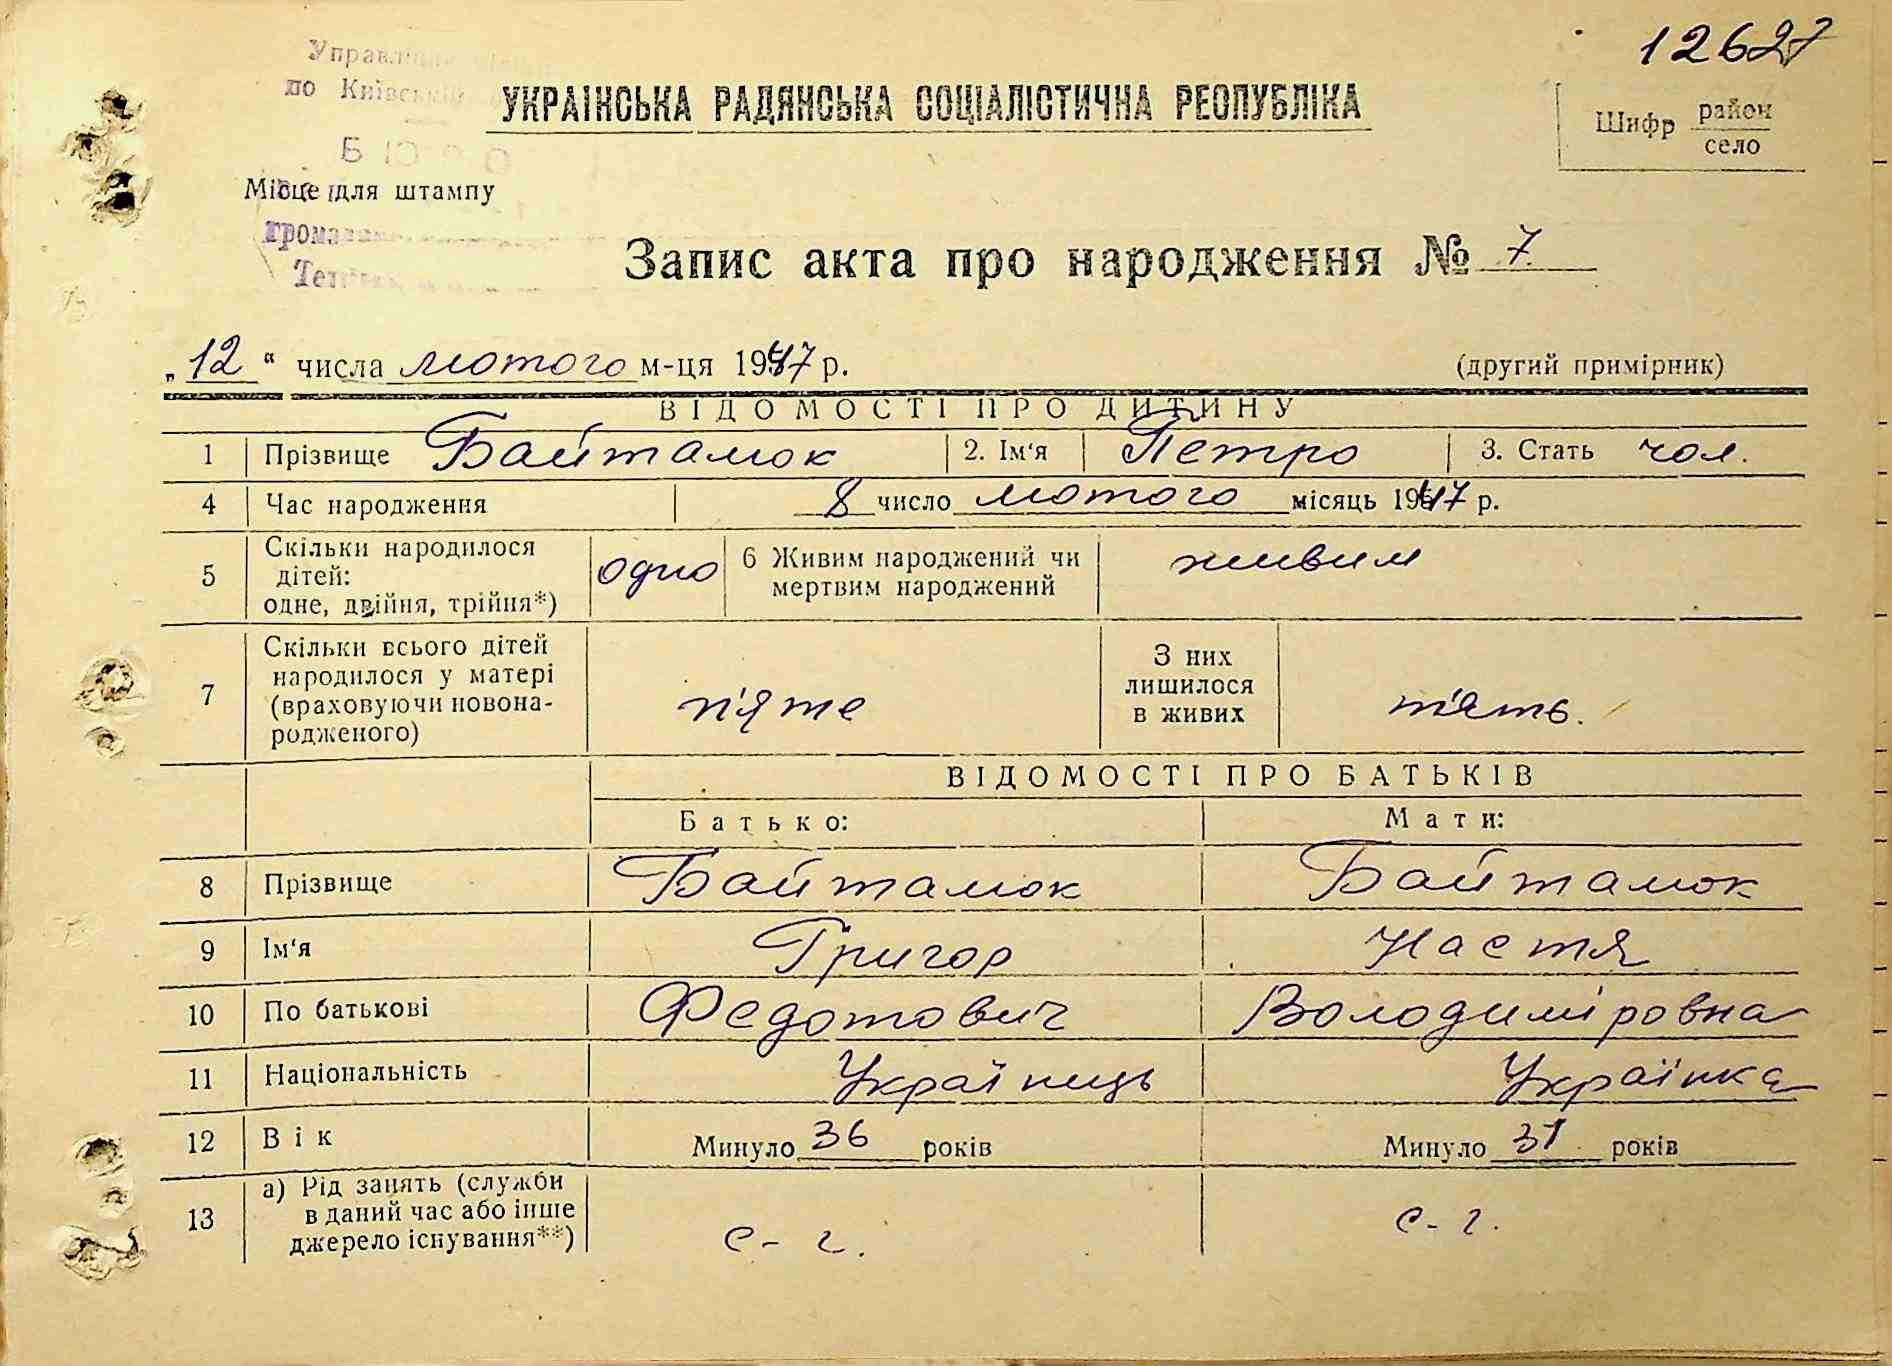 12627
УКРАЇНСЬКА РАДЯНСЬКА СОЦІАЛІСТИЧНА РЕСПУБЛІКА
Шифр район
село
по Київській
Місце для штампу
Запис акта про народження № 7
„12“ числа лютого м-ця 1947 р. (другий примірник)
ВІДОМОСТІ ПРО ДИТИНУ
1 Прізвище Байталюк 2. Ім'я Петро 3. Стать чол.
4 Час народження 8 число лютого місяць 1947 р.
5 Скільки народилося дітей: одне, двійня, трійня*) одно 6 Живим народжений чи мертвим народжений живим
7 Скільки всього дітей народилося у матері (враховуючи новонародженого) п'яте З них лишилося в живих п'ять.
ВІДОМОСТІ ПРО БАТЬКІВ
Батько: Мати:
8 Прізвище Байталюк Байталюк
9 Ім'я Григор Настя
10 По батькові Федотович Володиміровна
11 Національність Українець Українка
12 Вік Минуло 36 років Минуло 31 років
13 а) Рід занять (служби в даний час або інше джерело існування**) с-г. с-г.